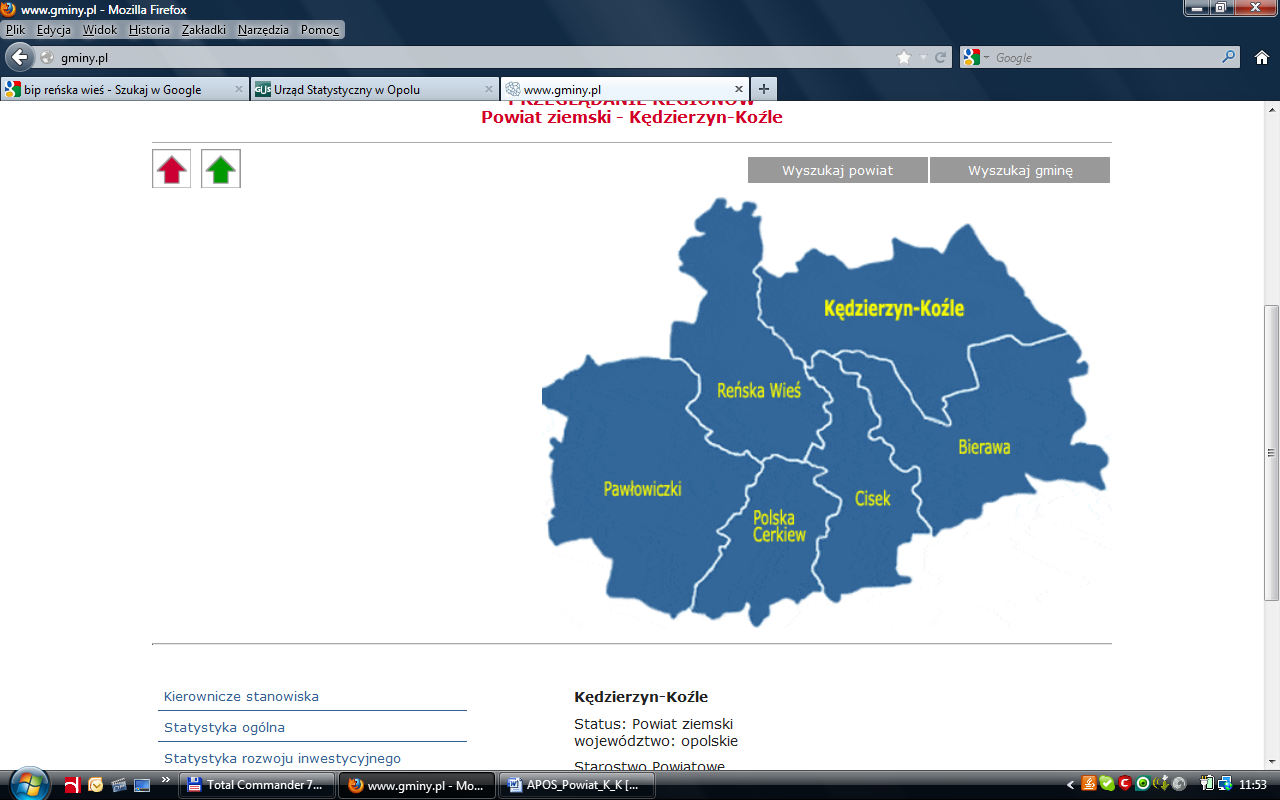 www.gminy.pl - Mozilla Firefox
Plik Edycja Widok Historia Zakładki Narzędzia Pomoc
gminy.pl
Google
bip reńska wieś - Szukaj w Google
GUS Urząd Statystyczny w Opolu
www.gminy.pl
PRZEGLĄDANIE REGIONÓW
Powiat ziemski - Kędzierzyn-Koźle
Wyszukaj powiat
Wyszukaj gminę
Kędzierzyn-Koźle
Reńska Wieś
Bierawa
Pawłowiczki
Cisek
Polska
Cerkiew
Kierownicze stanowiska
Statystyka ogólna
Statystyka rozwoju inwestycyjnego
Kędzierzyn-Koźle
Status: Powiat ziemski
województwo: opolskie
Starostwo Powiatowe
Total Commander 7...
www.gminy.pl - Mo...
APOS_Powiat_K_K [...
11:53